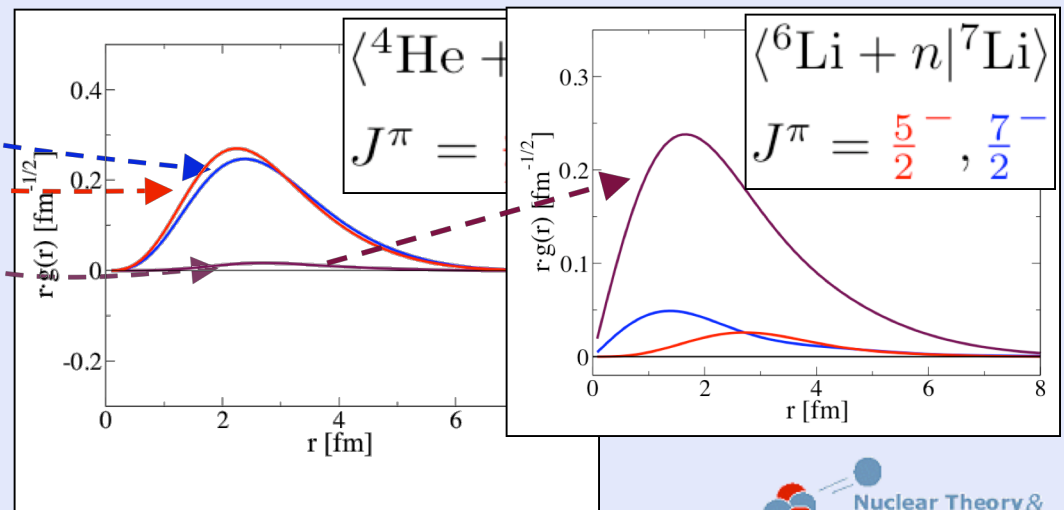 ⟨⁴He +
Jᵖⁱ =
0.4
0.2
0
-0.2
r·g(r) [fm⁻¹/²]
0 2 4 6
r [fm]
⟨⁶Li + n|⁷Li⟩
J^π = 5/2⁻, 7/2⁻
0.3
0.2
0.1
0
r·g(r) [fm⁻¹/²]
0 2 4 6 8
r [fm]
Nuclear Theory &